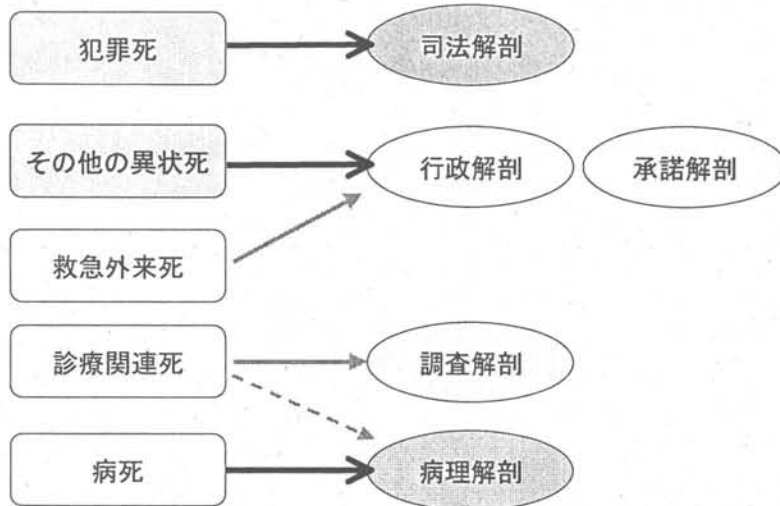 犯罪死
司法解剖
その他の異状死
行政解剖
承諾解剖
救急外来死
診療関連死
調査解剖
病死
病理解剖